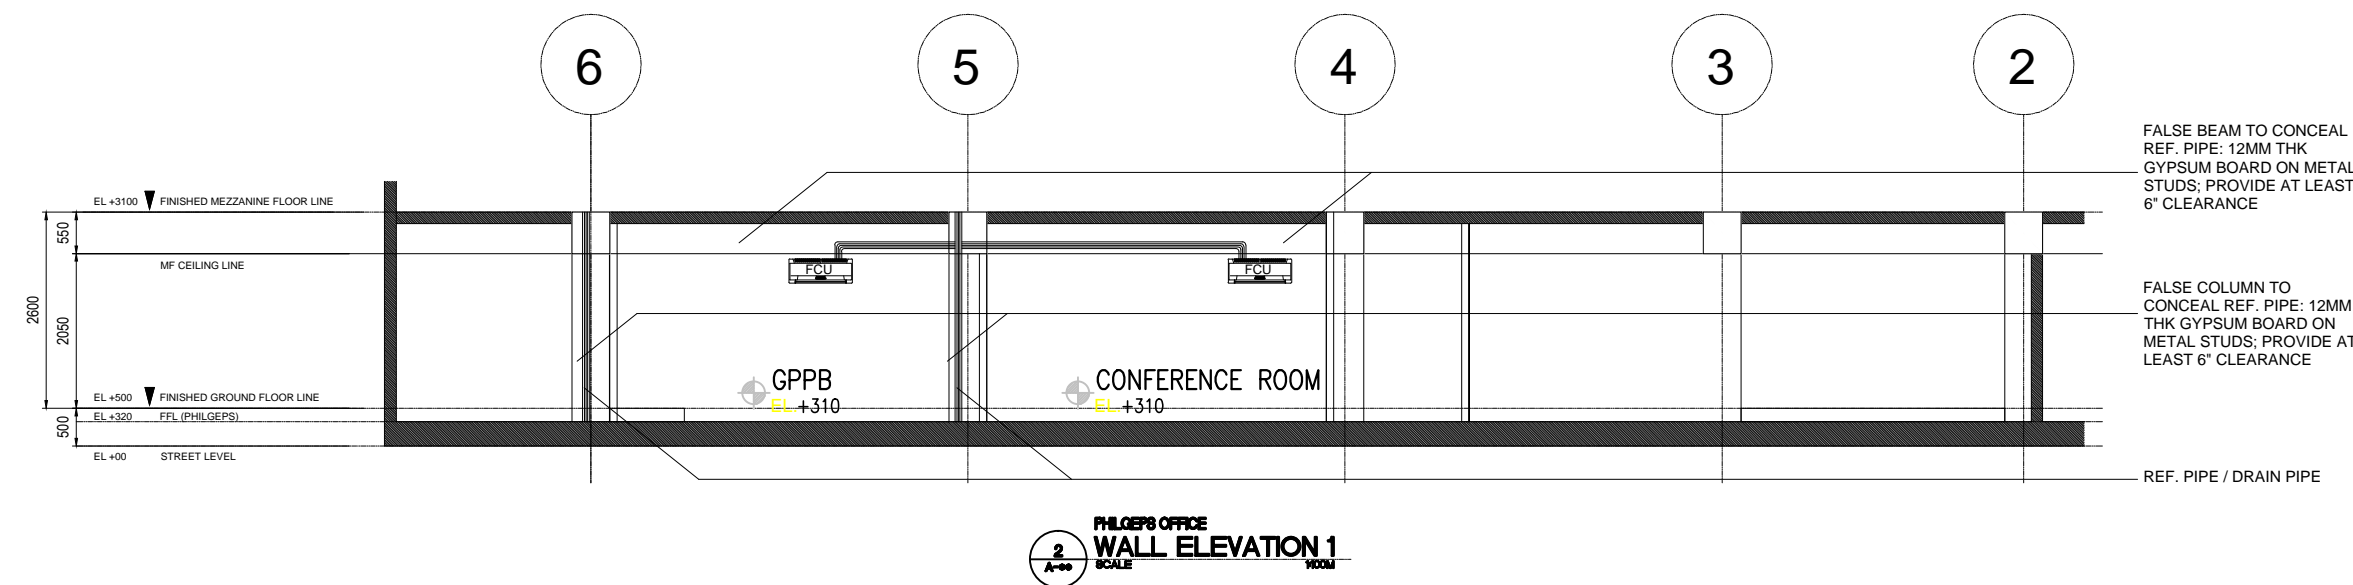 6 5 4 3 2
FALSE BEAM TO CONCEAL
REF. PIPE: 12MM THK
GYPSUM BOARD ON METAL
STUDS; PROVIDE AT LEAST
6" CLEARANCE
EL +3100 FINISHED MEZZANINE FLOOR LINE
550
MF CEILING LINE
FCU FCU
2600
2050
FALSE COLUMN TO
CONCEAL REF. PIPE: 12MM
THK GYPSUM BOARD ON
METAL STUDS; PROVIDE AT
LEAST 6" CLEARANCE
GPPB
EL.+310
CONFERENCE ROOM
EL.+310
EL +500 FINISHED GROUND FLOOR LINE
EL +320 FFL (PHILGEPS)
500
EL +00 STREET LEVEL
REF. PIPE / DRAIN PIPE
PHILGEPS OFFICE
2 WALL ELEVATION 1
SCALE 1:100M